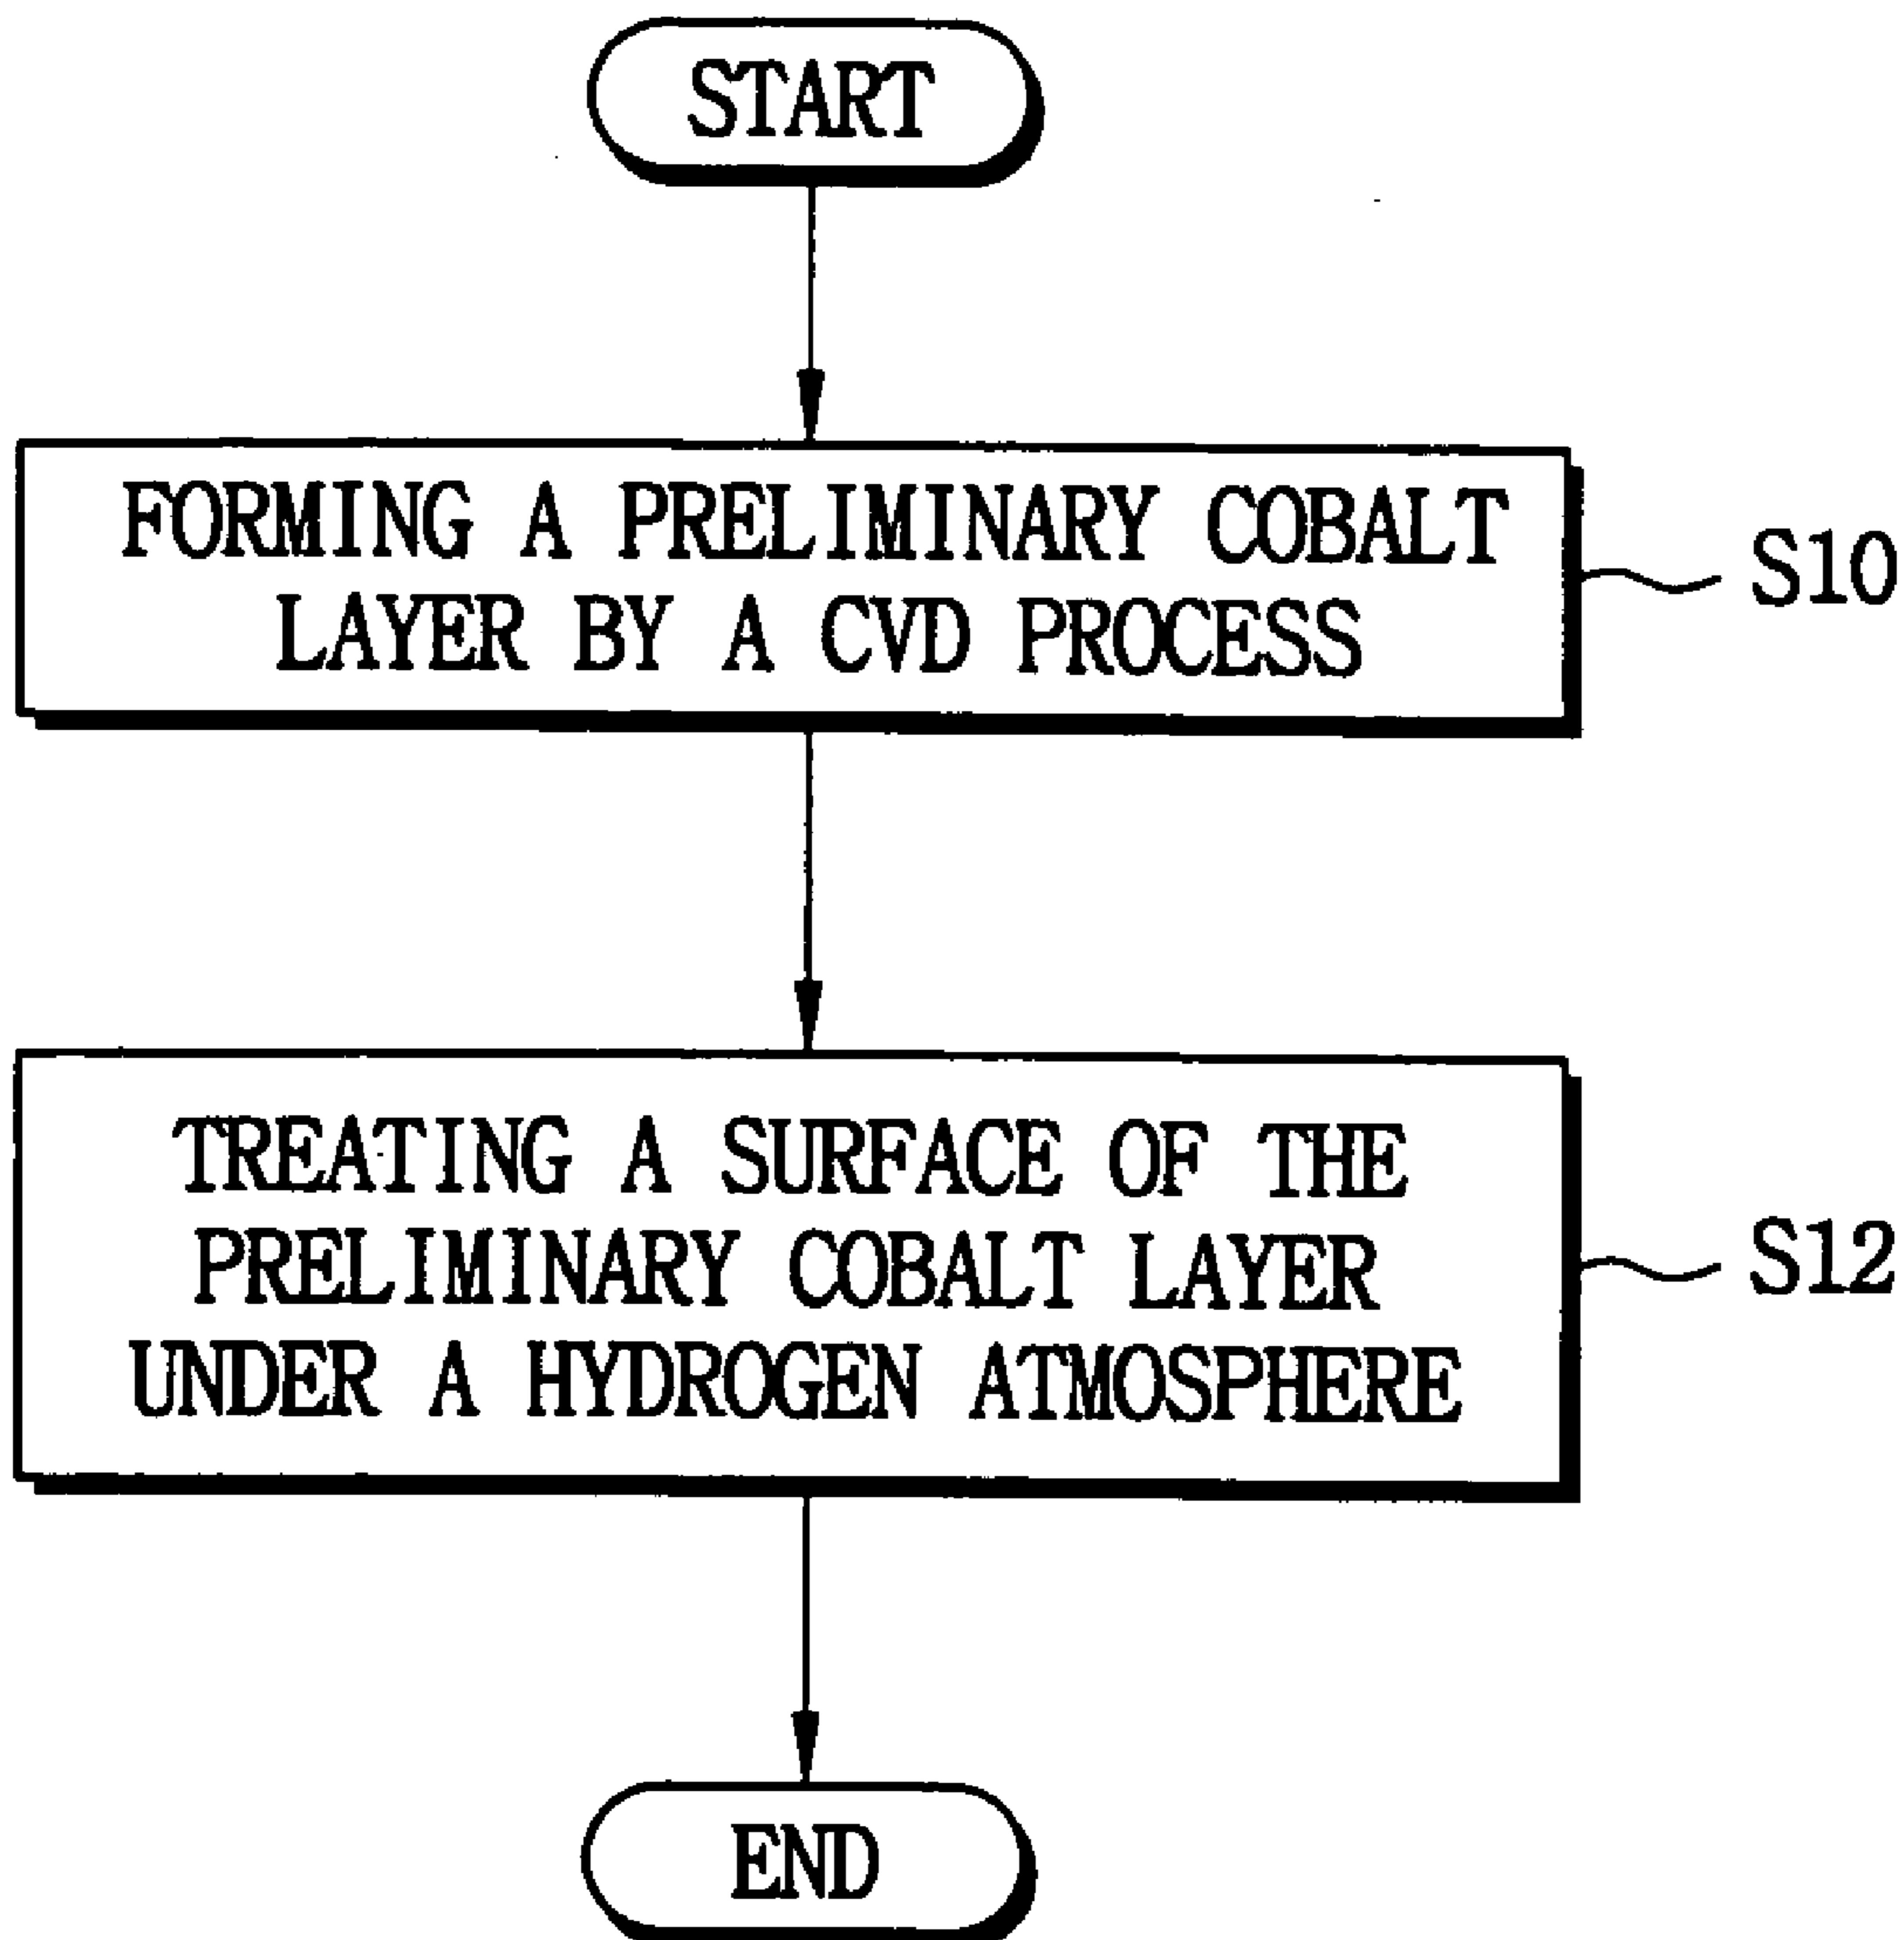 START
FORMING A PRELIMINARY COBALT
LAYER BY A CVD PROCESS
S10
TREATING A SURFACE OF THE
PRELIMINARY COBALT LAYER
UNDER A HYDROGEN ATMOSPHERE
S12
END